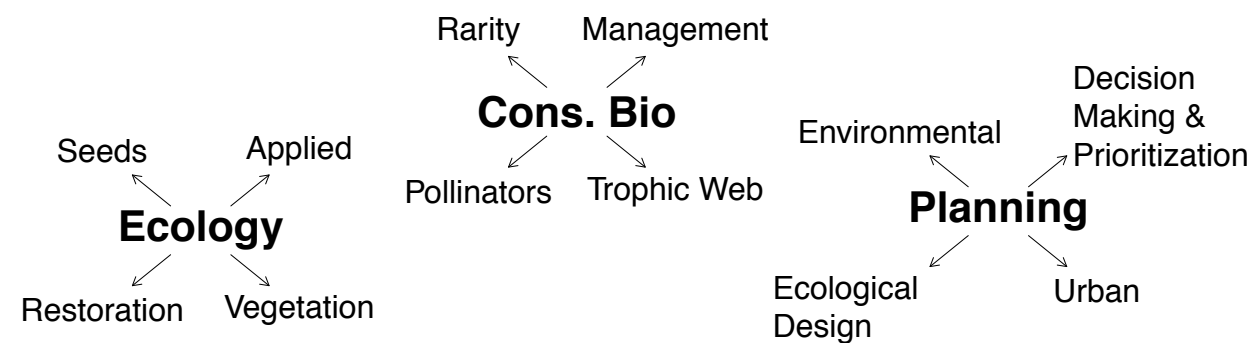 Seeds
Applied
Ecology
Restoration
Vegetation
Rarity
Management
Cons. Bio
Pollinators
Trophic Web
Environmental
Decision
Making &
Prioritization
Planning
Ecological
Design
Urban